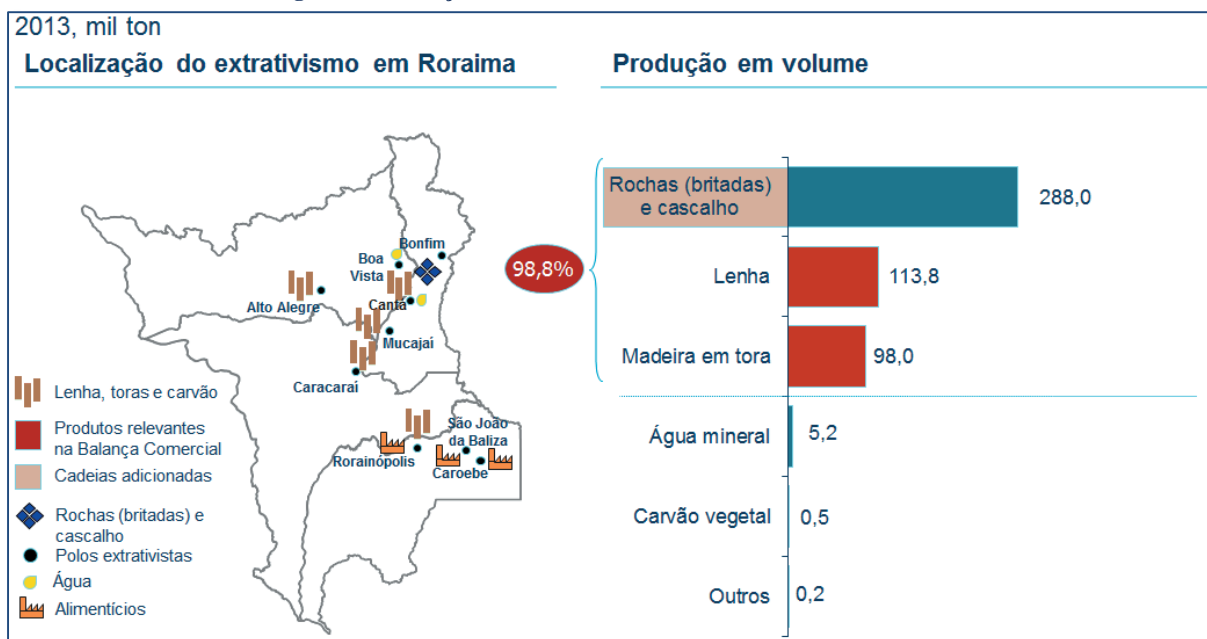 2013, mil ton
Localização do extrativismo em Roraima
Bonfim
Boa
Vista
Alto Alegre
Cantá
Mucajaí
Caracaraí
São João
da Baliza
Rorainópolis
Caroebe
Lenha, toras e carvão
Produtos relevantes
na Balança Comercial
Cadeias adicionadas
Rochas (britadas) e
cascalho
Polos extrativistas
Água
Alimentícios
Produção em volume
98,8%
Rochas (britadas)
e cascalho
288,0
Lenha
113,8
Madeira em tora
98,0
Água mineral
5,2
Carvão vegetal
0,5
Outros
0,2